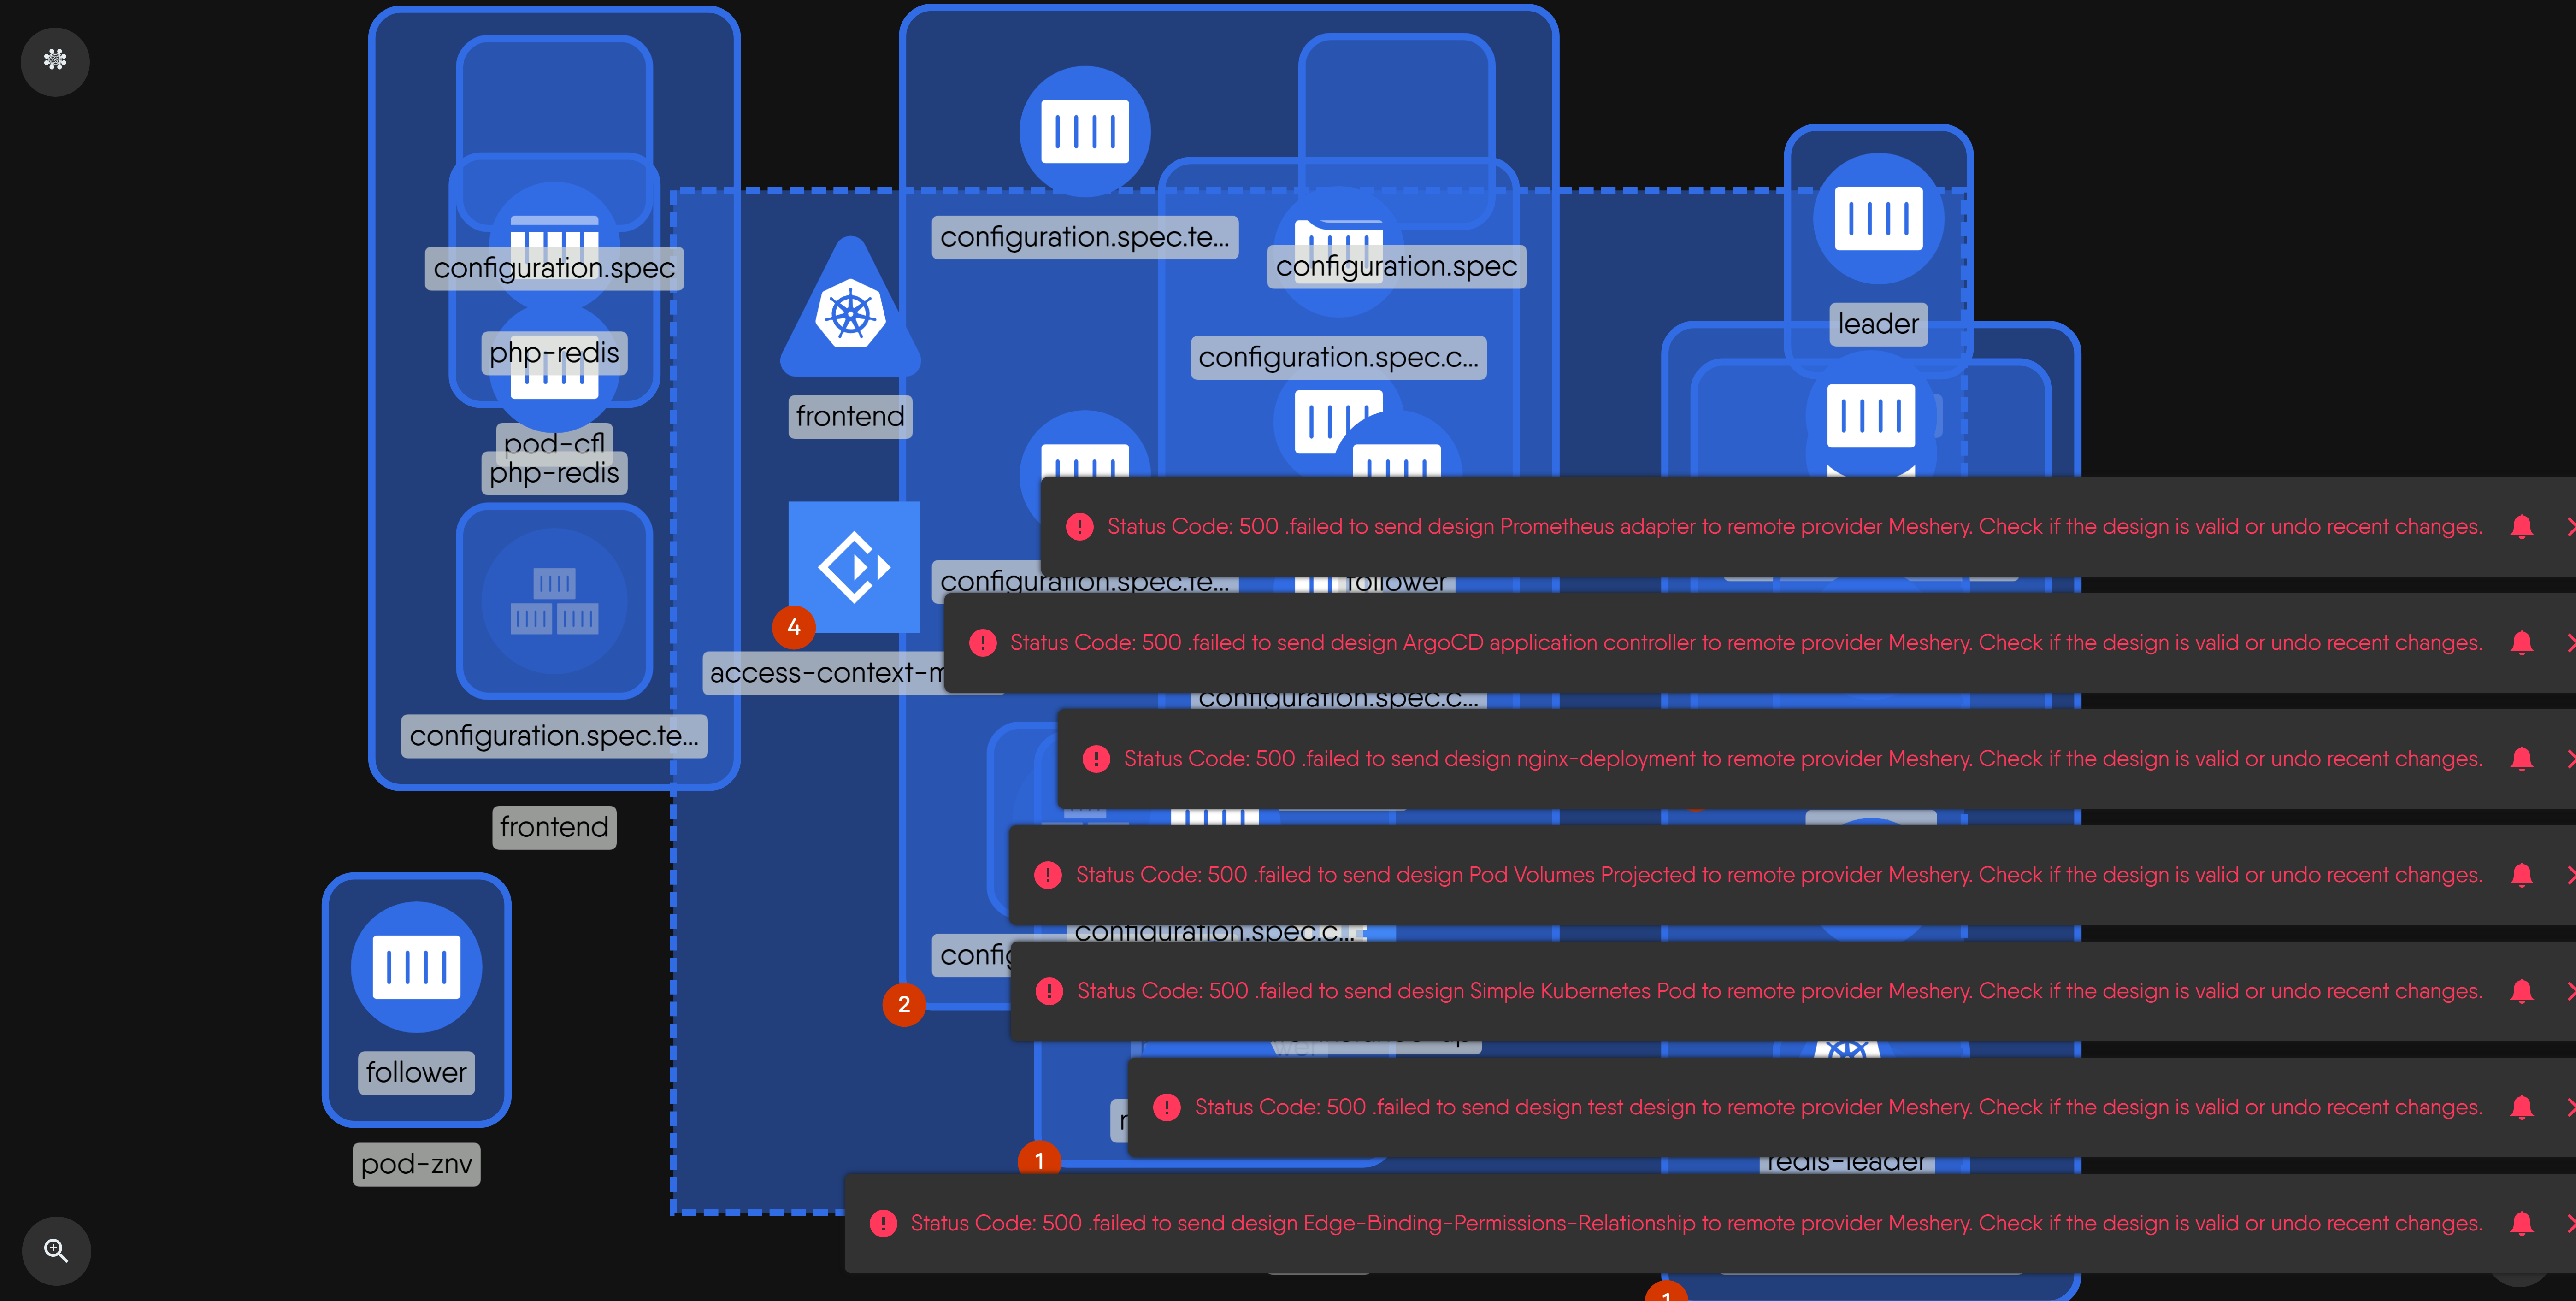 configuration.spec
php-redis
pod-cfl
php-redis
configuration.spec.te...
frontend
follower
pod-znv
frontend
4
access-context-m
configuration.spec.te...
configuration.spec
configuration.spec.c...
leader
configuration.spec.te...
follower
configuration.spec.c...
configuration.spec.c...
config
2
1
redis-leader
1
Status Code: 500 .failed to send design Prometheus adapter to remote provider Meshery. Check if the design is valid or undo recent changes.
Status Code: 500 .failed to send design ArgoCD application controller to remote provider Meshery. Check if the design is valid or undo recent changes.
Status Code: 500 .failed to send design nginx-deployment to remote provider Meshery. Check if the design is valid or undo recent changes.
Status Code: 500 .failed to send design Pod Volumes Projected to remote provider Meshery. Check if the design is valid or undo recent changes.
Status Code: 500 .failed to send design Simple Kubernetes Pod to remote provider Meshery. Check if the design is valid or undo recent changes.
Status Code: 500 .failed to send design test design to remote provider Meshery. Check if the design is valid or undo recent changes.
Status Code: 500 .failed to send design Edge-Binding-Permissions-Relationship to remote provider Meshery. Check if the design is valid or undo recent changes.